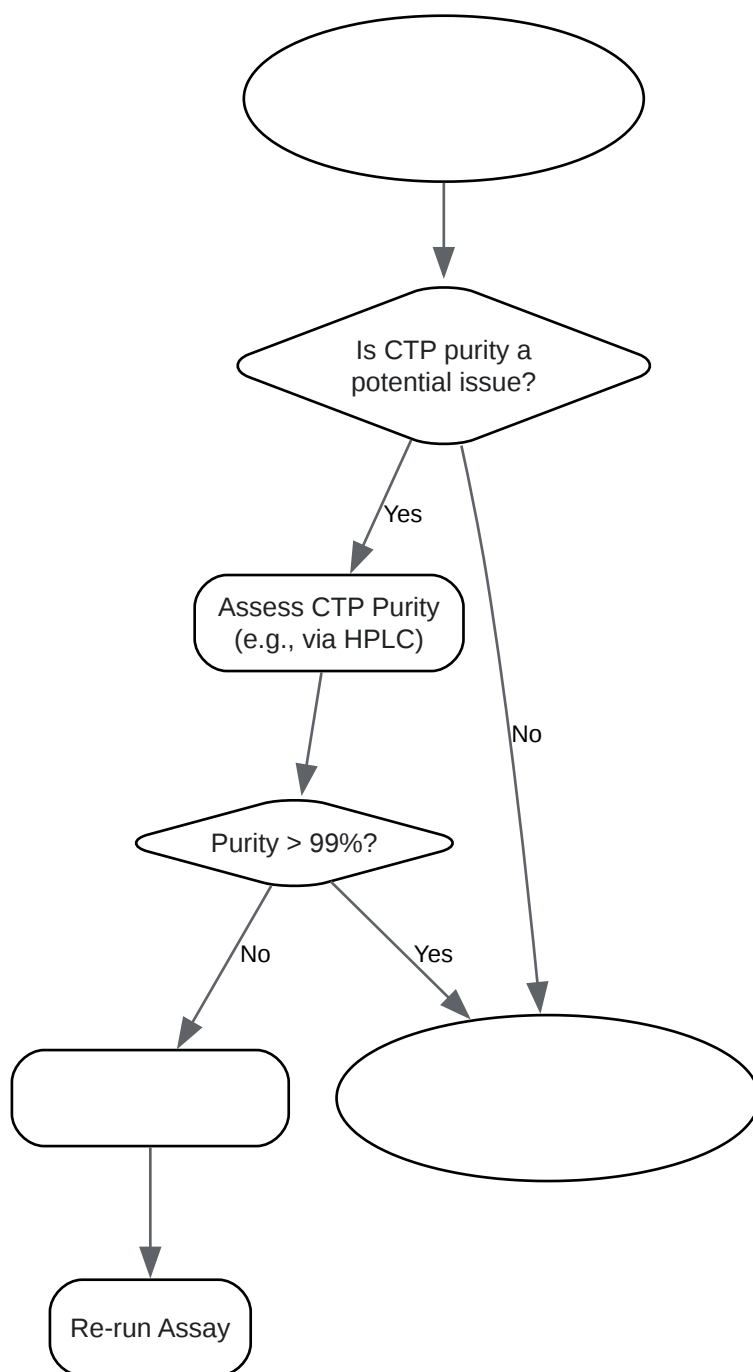 Is CTP purity a
potential issue?
Yes
Assess CTP Purity
(e.g., via HPLC)
No
Purity > 99%?
No
Yes
Re-run Assay